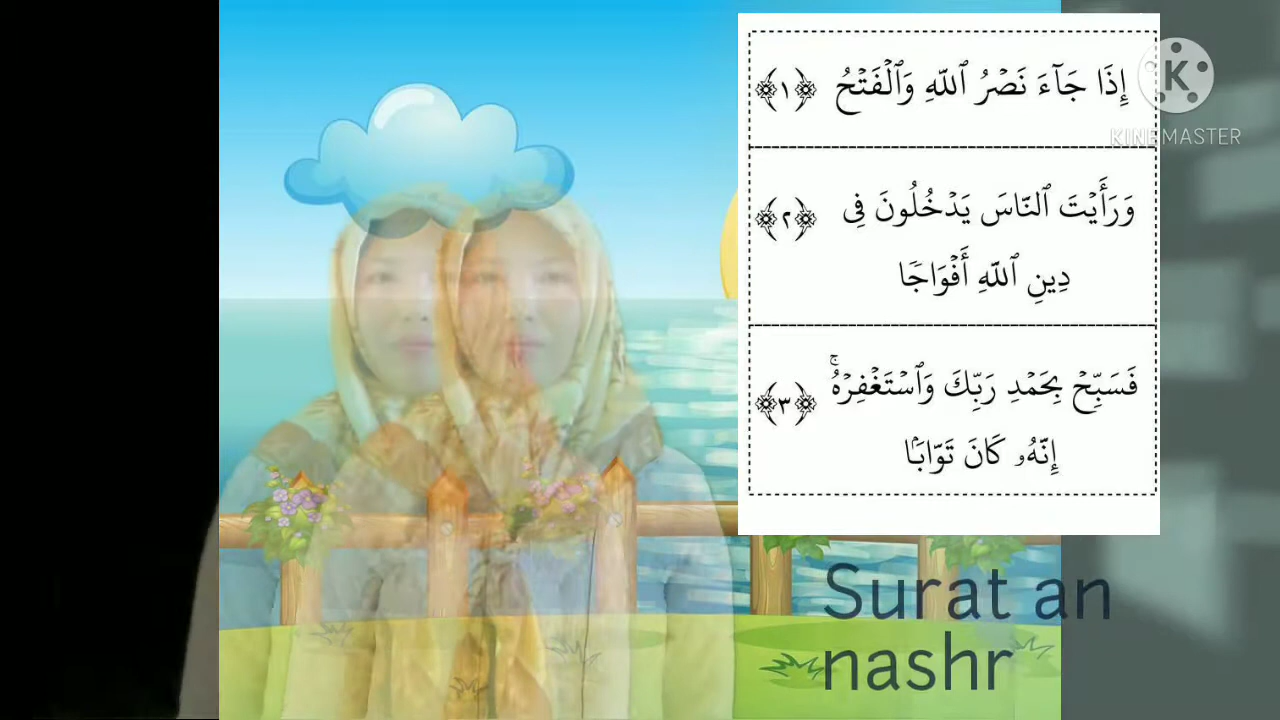 إِذَا جَآءَ نَصْرُ ٱللَّهِ وَٱلْفَتْحُ ﴿١﴾
وَرَأَيْتَ ٱلنَّاسَ يَدْخُلُونَ فِى ﴿٢﴾
دِينِ ٱللَّهِ أَفْوَاجًا
فَسَبِّحْ بِحَمْدِ رَبِّكَ وَٱسْتَغْفِرْهُ ۚ ﴿٣﴾
إِنَّهُۥ كَانَ تَوَّابًۢا
K
KINEMASTER
Surat an
nashr